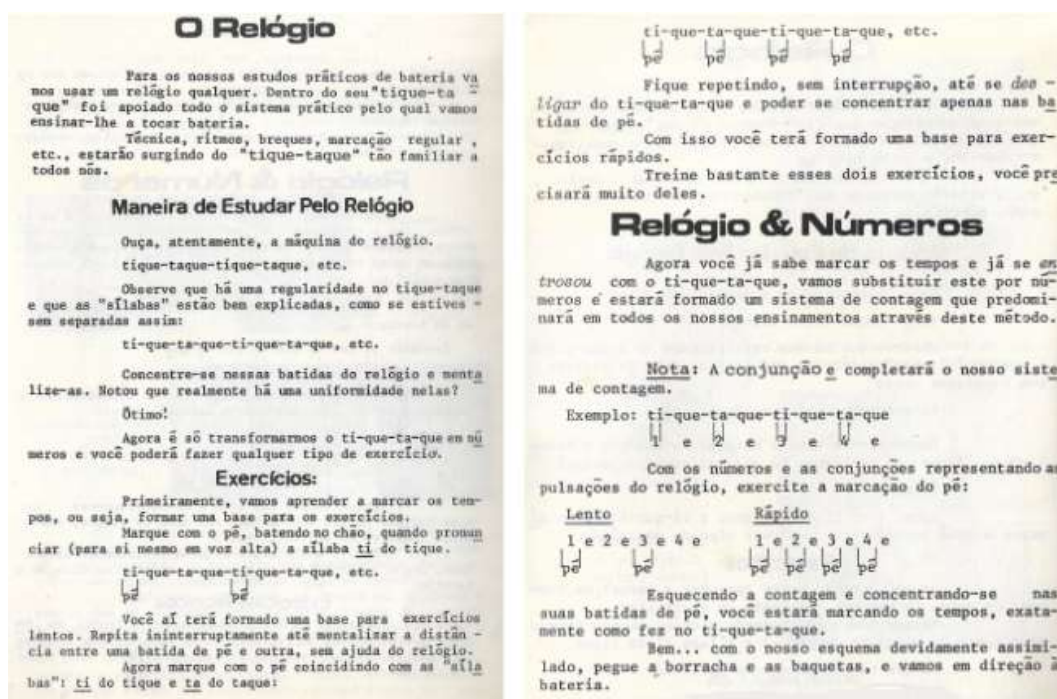 O Relógio
Para os nossos estudos práticos de bateria va
mos usar um relógio qualquer. Dentro do seu "tique-ta -
que" foi apoiado todo o sistema prático pelo qual vamos
ensinar-lhe a tocar bateria.
Técnica, ritmos, breques, marcação regular ,
etc., estarão surgindo do "tique-taque" tão familiar a
todos nós.
Maneira de Estudar Pelo Relógio
Ouça, atentamente, a máquina do relógio.
tique-taque-tique-taque, etc.
Observe que há uma regularidade no tique-taque
e que as "sílabas" estão bem explicadas, como se estives -
sem separadas assim:
ti-que-ta-que-ti-que-ta-que, etc.
Concentre-se nessas batidas do relógio e menta
lize-as. Notou que realmente há uma uniformidade nelas?
Ótimo!
Agora é só transformarmos o ti-que-ta-que em nú
meros e você poderá fazer qualquer tipo de exercício.
Exercícios:
Primeiramente, vamos aprender a marcar os tem-
pos, ou seja, formar uma base para os exercícios.
Marque com o pé, batendo no chão, quando pronun
ciar (para si mesmo em voz alta) a sílaba ti do tique.
ti-que-ta-que-ti-que-ta-que, etc.
pé pé
Você aí terá formado uma base para exercícios
lentos. Repita ininterruptamente até mentalizar a distân -
cia entre uma batida de pé e outra, sem ajuda do relógio.
Agora marque com o pé coincidindo com as "síla
bas": ti do tique e ta do taque:
ti-que-ta-que-ti-que-ta-que, etc.
pé pé pé pé
Fique repetindo, sem interrupção, até se des -
ligar do ti-que-ta-que e poder se concentrar apenas nas ba
tidas de pé.
Com isso você terá formado uma base para exer-
cícios rápidos.
Treine bastante esses dois exercícios, você pre
cisará muito deles.
Relógio & Números
Agora você já sabe marcar os tempos e já se en
trosou com o ti-que-ta-que, vamos substituir este por nú-
meros e estará formado um sistema de contagem que predomi-
nará em todos os nossos ensinamentos através deste método.
Nota: A conjunção e completará o nosso siste
ma de contagem.
Exemplo: ti-que-ta-que-ti-que-ta-que
1 e 2 e 3 e 4 e
Com os números e as conjunções representando as
pulsações do relógio, exercite a marcação do pé:
Lento Rápido
1 e 2 e 3 e 4 e 1 e 2 e 3 e 4 e
pé pé pé pé pé pé
Esquecendo a contagem e concentrando-se nas
suas batidas de pé, você estará marcando os tempos, exata-
mente como fez no ti-que-ta-que.
Bem... com o nosso esquema devidamente assimi-
lado, pegue a borracha e as baquetas, e vamos em direção a
bateria.